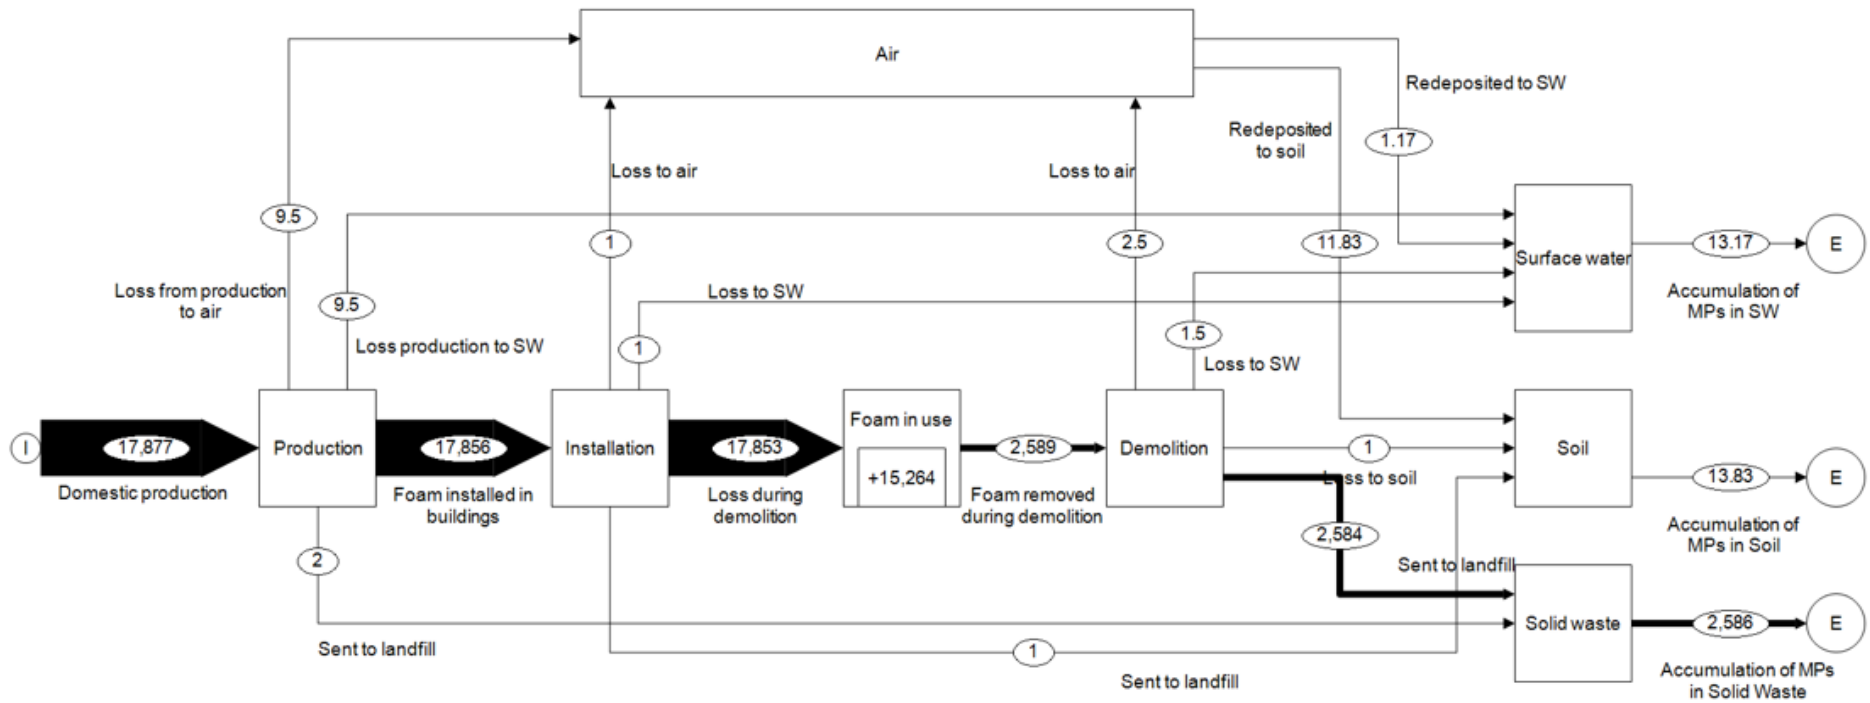 Air
Redeposited to SW
Redeposited
to soil
1.17
Loss to air
Loss to air
9.5
1
2.5
11.83
Surface water
13.17
E
Loss from production
to air
9.5
Loss to SW
Accumulation of
MPs in SW
Loss production to SW
1
1.5
Loss to SW
I
17,877
Domestic production
Production
17,856
Foam installed in
buildings
Installation
17,853
Loss during
demolition
Foam in use
+15,264
2,589
Foam removed
during demolition
Demolition
1
Loss to soil
Soil
13.83
E
Accumulation of
MPs in Soil
2,584
Sent to landfill
2
Sent to landfill
1
Sent to landfill
Solid waste
2,586
E
Accumulation of MPs
in Solid Waste